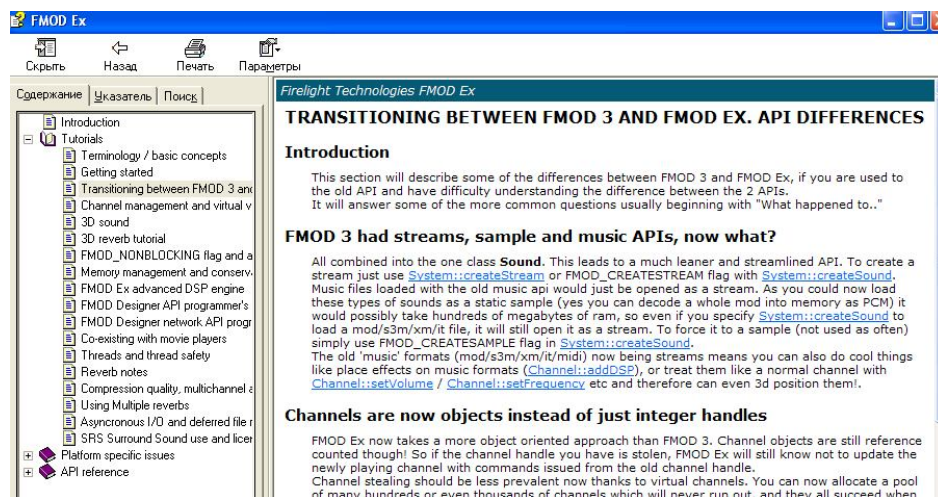 FMOD Ex
Скрыть Назад Печать Параметры
Содержание Указатель Поиск
Introduction
Tutorials
Terminology / basic concepts
Getting started
Transitioning between FMOD 3 and
Channel management and virtual v
3D sound
3D reverb tutorial
FMOD_NONBLOCKING flag and a
Memory management and conserv
FMOD Ex advanced DSP engine
FMOD Designer API programmer's
FMOD Designer network API progr
Co-existing with movie players
Threads and thread safety
Reverb notes
Compression quality, multichannel
Using Multiple reverbs
Asyncronous I/O and deferred file r
SRS Surround Sound use and licen
Platform specific issues
API reference
Firelight Technologies FMOD Ex
TRANSITIONING BETWEEN FMOD 3 AND FMOD EX. API DIFFERENCES
Introduction
This section will describe some of the differences between FMOD 3 and FMOD Ex, if you are used to
the old API and have difficulty understanding the difference between the 2 APIs.
It will answer some of the more common questions usually beginning with "What happened to.."
FMOD 3 had streams, sample and music APIs, now what?
All combined into the one class Sound. This leads to a much leaner and streamlined API. To create a
stream just use System::createStream or FMOD_CREATESTREAM flag with System::createSound.
Music files loaded with the old music api would just be opened as a stream. As you could now load
these types of sounds as a static sample (yes you can decode a whole mod into memory as PCM) it
would possibly take hundreds of megabytes of ram, so even if you specify System::createSound to
load a mod/s3m/xm/it file, it will still open it as a stream. To force it to a sample (not used as often)
simply use FMOD_CREATESAMPLE flag in System::createSound.
The old 'music' formats (mod/s3m/xm/it/midi) now being streams means you can also do cool things
like place effects on music formats (Channel::addDSP), or treat them like a normal channel with
Channel::setVolume / Channel::setFrequency etc and therefore can even 3d position them!.
Channels are now objects instead of just integer handles
FMOD Ex now takes a more object oriented approach than FMOD 3. Channel objects are still reference
counted though! So if the channel handle you have is stolen, FMOD Ex will still know not to update the
newly playing channel with commands issued from the old channel handle.
Channel stealing should be less prevalent now thanks to virtual channels. You can now allocate a pool
of many hundreds or even thousands of channels which will never run out, and they all succeed when